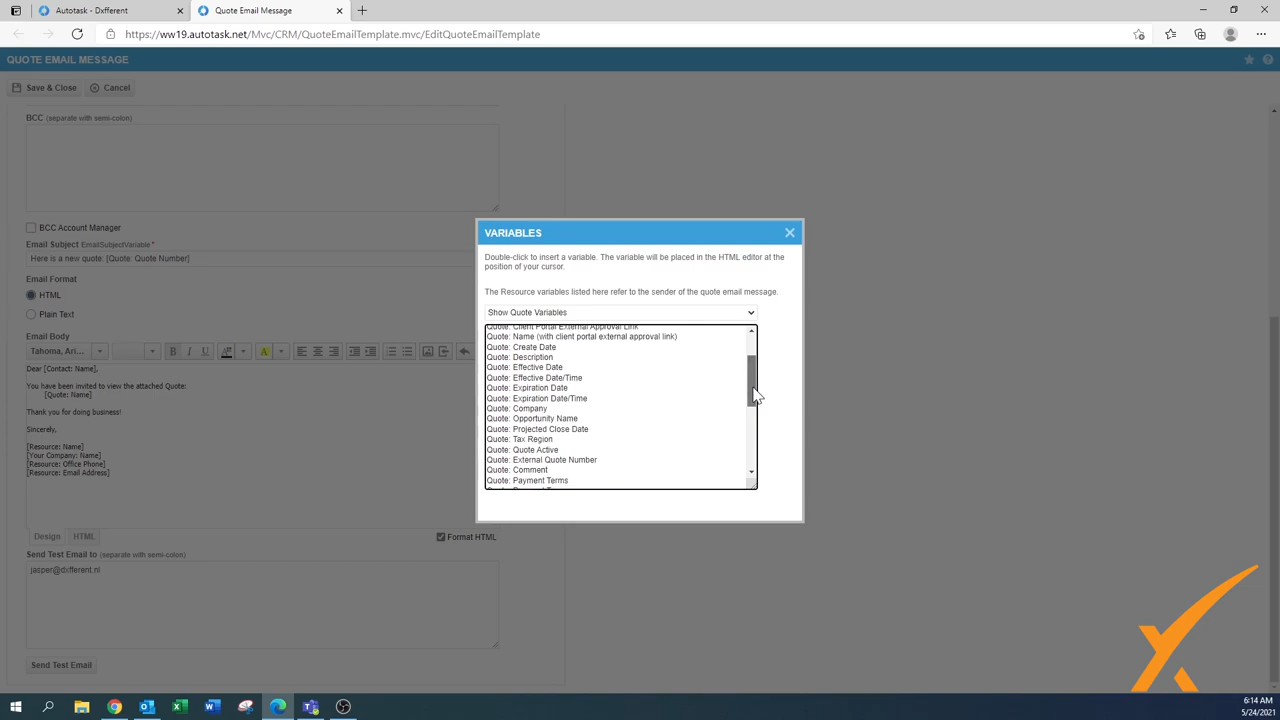 Autotask - Dxfferent
Quote Email Message
https://ww19.autotask.net/Mvc/CRM/QuoteEmailTemplate.mvc/EditQuoteEmailTemplate
QUOTE EMAIL MESSAGE
Save & Close
Cancel
BCC (separate with semi-colon)
BCC Account Manager
Email Subject EmailSubjectVariable*
Here is a new quote: [Quote: Quote Number]
Email Format
HTML
Plain Text
Email Body
Tahoma, Ari...
B I U
A
Dear [Contact: Name],
You have been invited to view the attached Quote:
[Quote: Name]
Thank you for doing business!
Sincerely,
[Resource: Name]
[Your Company: Name]
[Resource: Office Phone]
[Resource: Email Address]
Design
HTML
Format HTML
Send Test Email to (separate with semi-colon)
jasper@dxfferent.nl
Send Test Email
VARIABLES
Double-click to insert a variable. The variable will be placed in the HTML editor at the
position of your cursor.
The Resource variables listed here refer to the sender of the quote email message.
Show Quote Variables
Quote: Client Portal External Approval Link
Quote: Name (with client portal external approval link)
Quote: Create Date
Quote: Description
Quote: Effective Date
Quote: Effective Date/Time
Quote: Expiration Date
Quote: Expiration Date/Time
Quote: Company
Quote: Opportunity Name
Quote: Projected Close Date
Quote: Tax Region
Quote: Quote Active
Quote: External Quote Number
Quote: Comment
Quote: Payment Terms
6:14 AM
5/24/2021